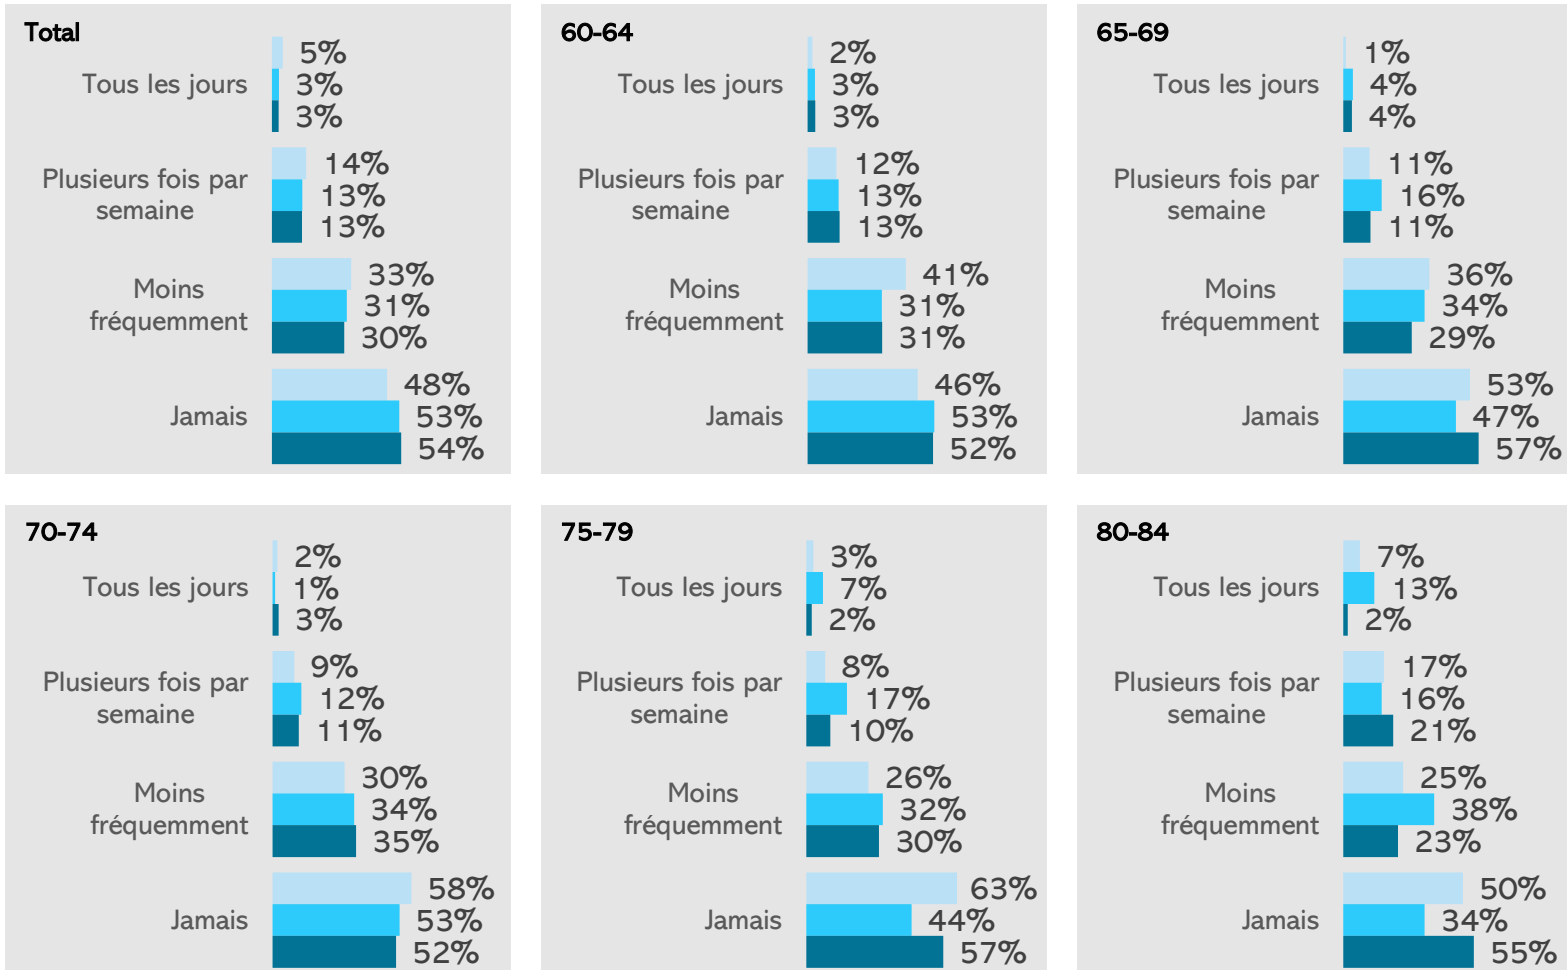 Total
Tous les jours
5%
3%
3%
Plusieurs fois par
semaine
14%
13%
13%
Moins
fréquemment
33%
31%
30%
Jamais
48%
53%
54%
60-64
Tous les jours
2%
3%
3%
Plusieurs fois par
semaine
12%
13%
13%
Moins
fréquemment
41%
31%
31%
Jamais
46%
53%
52%
65-69
Tous les jours
1%
4%
4%
Plusieurs fois par
semaine
11%
16%
11%
Moins
fréquemment
36%
34%
29%
Jamais
53%
47%
57%
70-74
Tous les jours
2%
1%
3%
Plusieurs fois par
semaine
9%
12%
11%
Moins
fréquemment
30%
34%
35%
Jamais
58%
53%
52%
75-79
Tous les jours
3%
7%
2%
Plusieurs fois par
semaine
8%
17%
10%
Moins
fréquemment
26%
32%
30%
Jamais
63%
44%
57%
80-84
Tous les jours
7%
13%
2%
Plusieurs fois par
semaine
17%
16%
21%
Moins
fréquemment
25%
38%
23%
Jamais
50%
34%
55%